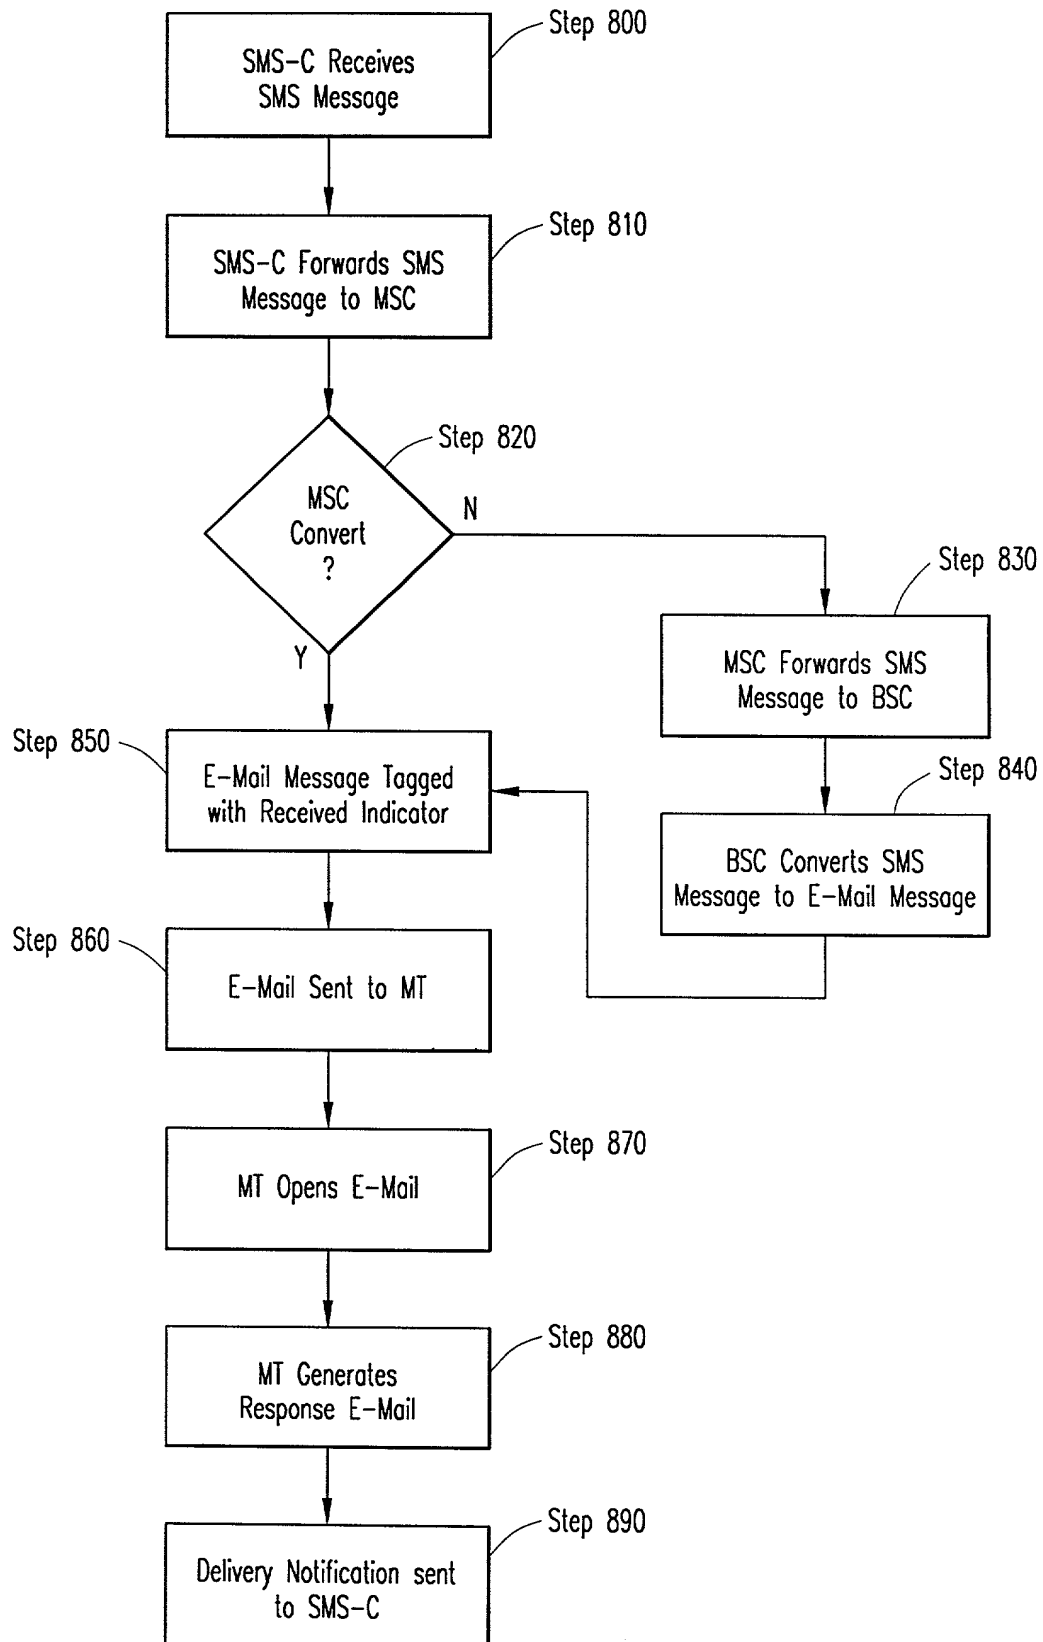 Step 800
SMS-C Receives
SMS Message
Step 810
SMS-C Forwards SMS
Message to MSC
Step 820
MSC
Convert
?
N
Y
Step 830
MSC Forwards SMS
Message to BSC
Step 840
BSC Converts SMS
Message to E-Mail Message
Step 850
E-Mail Message Tagged
with Received Indicator
Step 860
E-Mail Sent to MT
Step 870
MT Opens E-Mail
Step 880
MT Generates
Response E-Mail
Step 890
Delivery Notification sent
to SMS-C